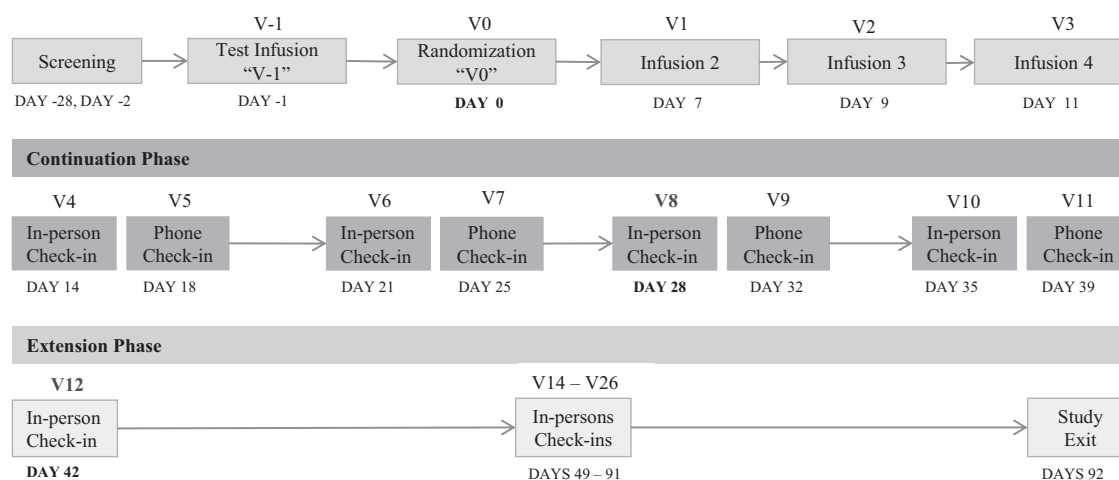 V-1 V0 V1 V2 V3
Screening
Test Infusion
“V-1”
Randomization
“V0”
Infusion 2
Infusion 3
Infusion 4
DAY -28, DAY -2
DAY -1
DAY 0
DAY 7
DAY 9
DAY 11
Continuation Phase
V4 V5 V6 V7 V8 V9 V10 V11
In-person
Check-in
Phone
Check-in
In-person
Check-in
Phone
Check-in
In-person
Check-in
Phone
Check-in
In-person
Check-in
Phone
Check-in
DAY 14
DAY 18
DAY 21
DAY 25
DAY 28
DAY 32
DAY 35
DAY 39
Extension Phase
V12
V14 – V26
In-person
Check-in
In-persons
Check-ins
Study
Exit
DAY 42
DAYS 49 – 91
DAYS 92